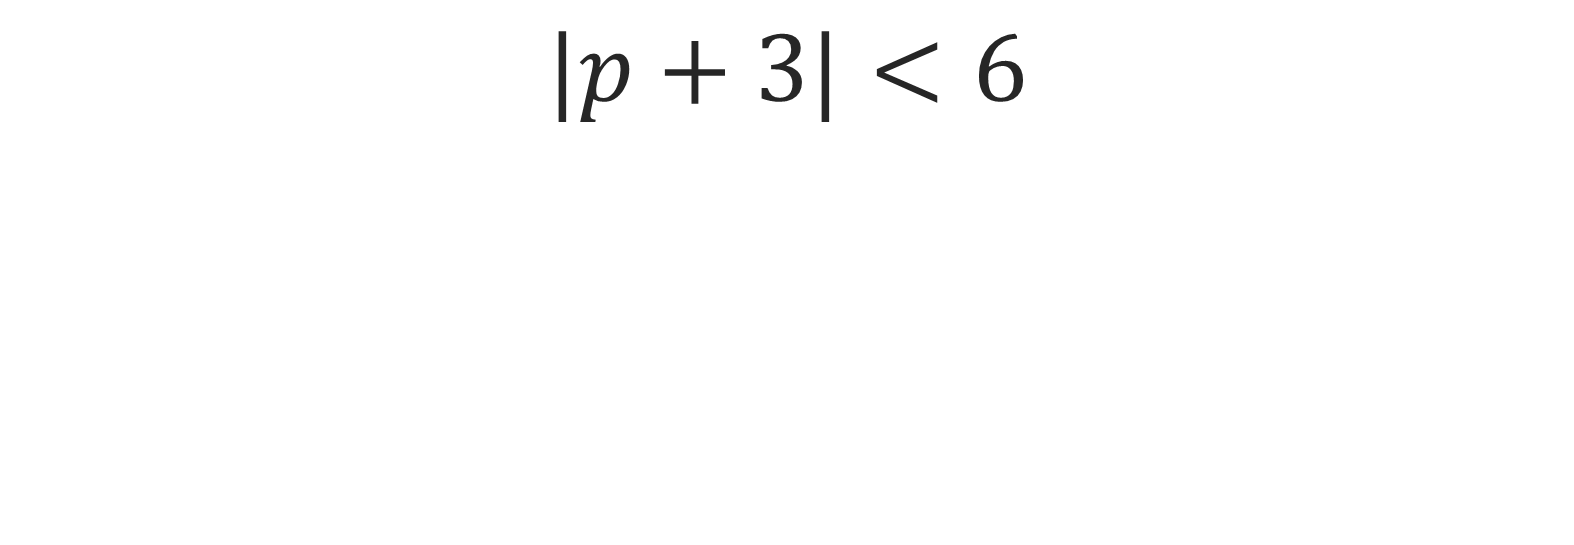 |p + 3| < 6